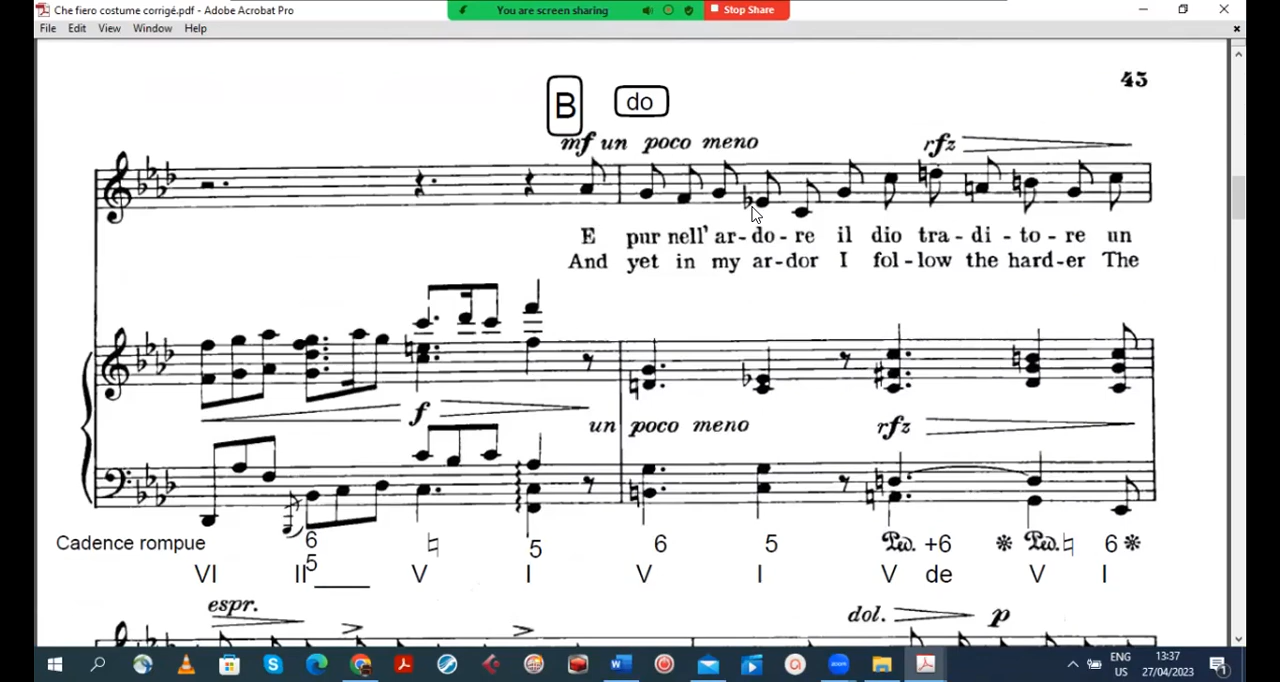 Che fiero costume corrigé.pdf - Adobe Acrobat Pro
You are screen sharing
Stop Share
File Edit View Window Help
45
B do
mf un poco meno rfz
E pur nell' ar-do-re il dio tra-di-to-re un
And yet in my ar-dor I fol-low the hard-er The
f un poco meno rfz
Cadence rompue 6 5 ♮ 5 6 5 Ped. +6 * Ped. ♮ 6 *
VI II V I V I V de V I
espr. dol. p
ENG 13:37
US 27/04/2023